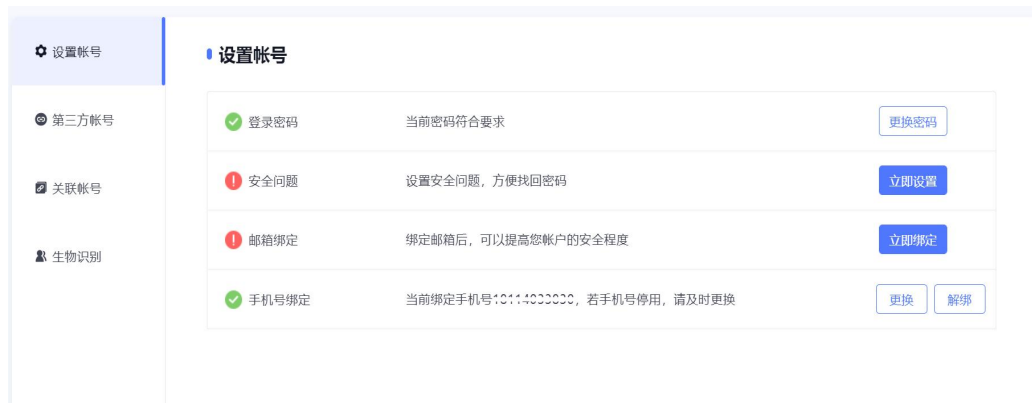 设置帐号
设置帐号
登录密码 当前密码符合要求 更换密码
第三方帐号
安全问题 设置安全问题，方便找回密码 立即设置
关联帐号
邮箱绑定 绑定邮箱后，可以提高您帐户的安全程度 立即绑定
生物识别
手机号绑定 当前绑定手机号，若手机号停用，请及时更换 更换 解绑